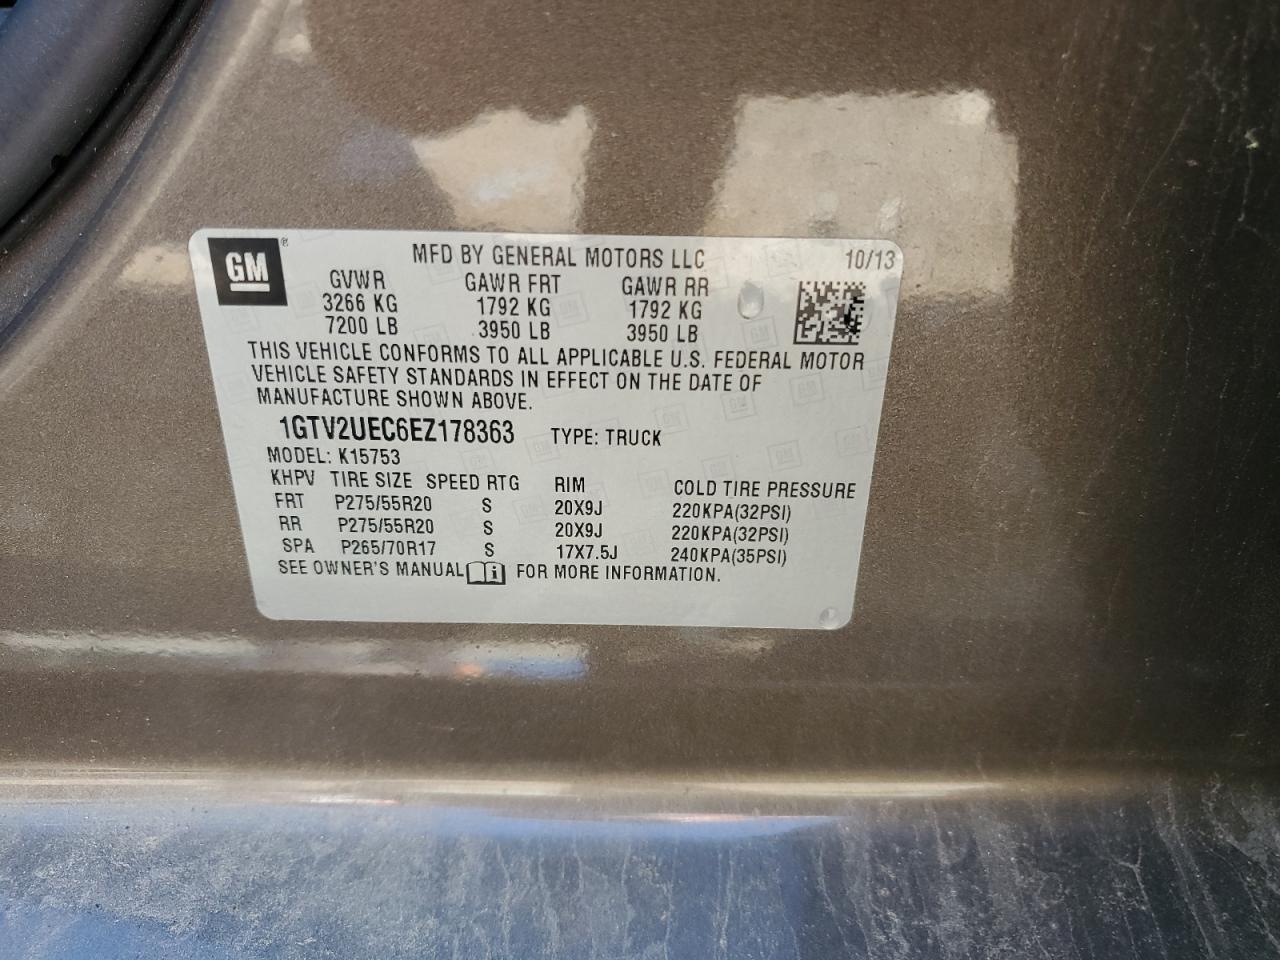 GM ® MFD BY GENERAL MOTORS LLC 10/13
GVWR GAWR FRT GAWR RR
3266 KG 1792 KG 1792 KG
7200 LB 3950 LB 3950 LB
THIS VEHICLE CONFORMS TO ALL APPLICABLE U.S. FEDERAL MOTOR
VEHICLE SAFETY STANDARDS IN EFFECT ON THE DATE OF
MANUFACTURE SHOWN ABOVE.
1GTV2UEC6EZ178363 TYPE: TRUCK
MODEL: K15753
KHPV TIRE SIZE SPEED RTG RIM COLD TIRE PRESSURE
FRT P275/55R20 S 20X9J 220KPA(32PSI)
RR P275/55R20 S 20X9J 220KPA(32PSI)
SPA P265/70R17 S 17X7.5J 240KPA(35PSI)
SEE OWNER'S MANUAL i FOR MORE INFORMATION.